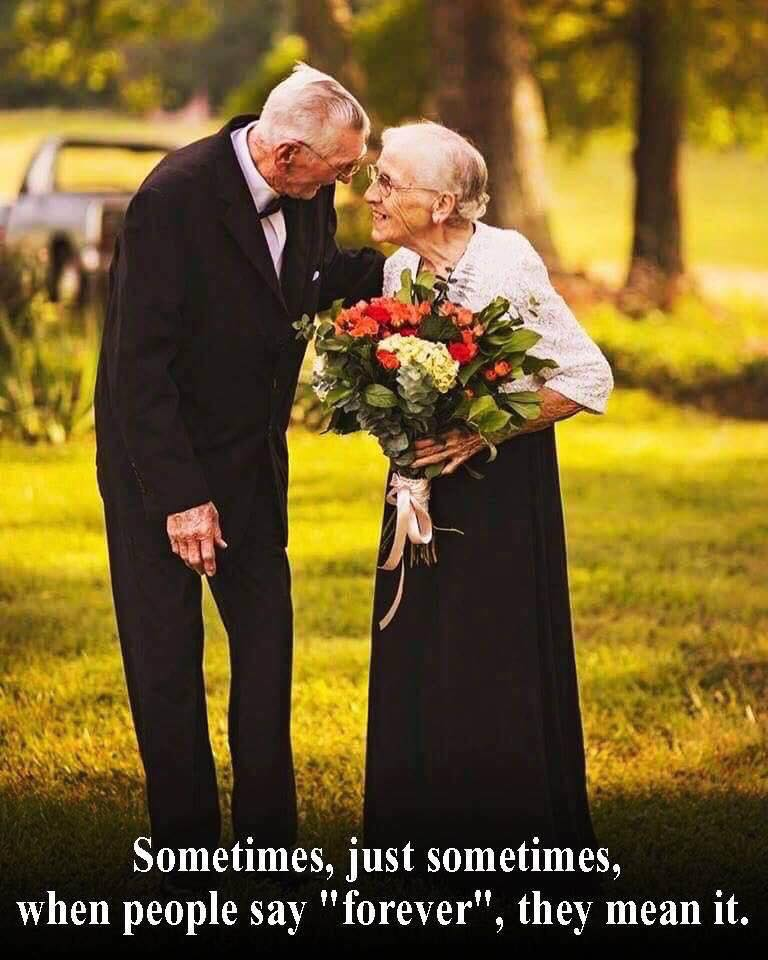 Sometimes, just sometimes,
when people say "forever", they mean it.